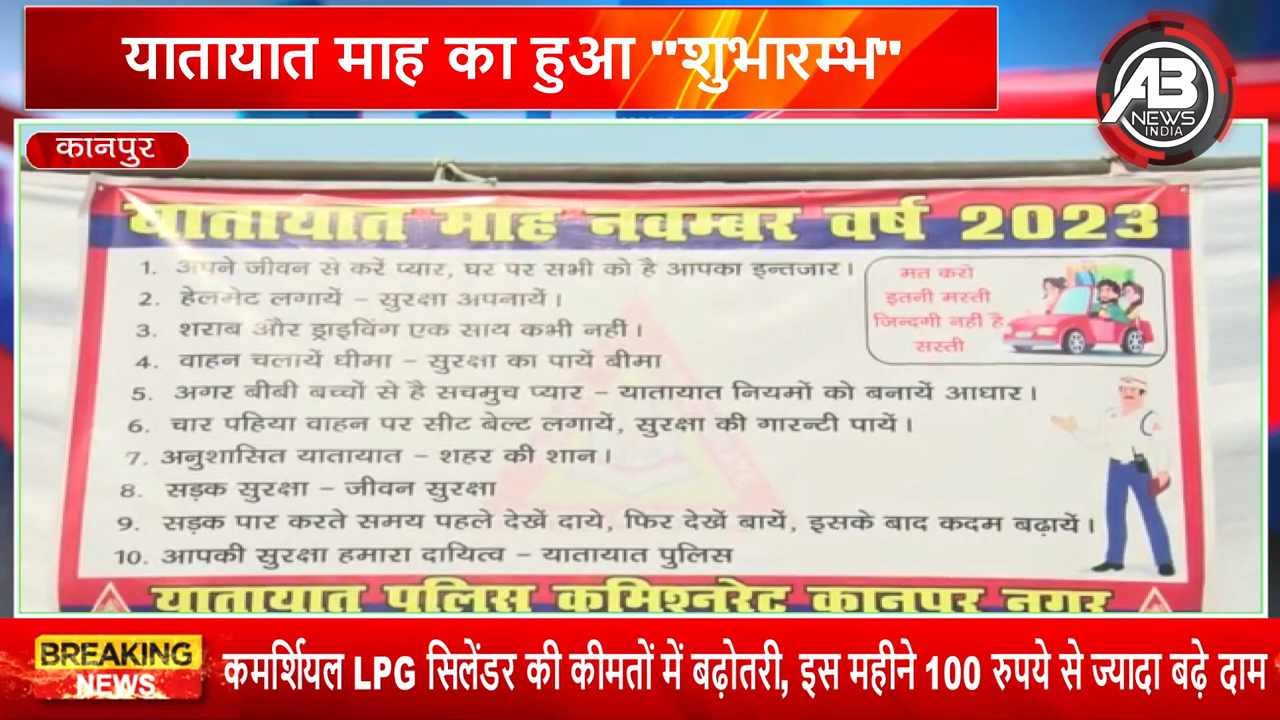 यातायात माह का हुआ "शुभारम्भ"
AB
NEWS
INDIA
कानपुर
यातायात माह नवम्बर वर्ष 2023
1. अपने जीवन से करें प्यार, घर पर सभी को है आपका इन्तजार।
2. हेलमेट लगायें – सुरक्षा अपनायें।
3. शराब और ड्राइविंग एक साथ कभी नहीं।
4. वाहन चलायें धीमा – सुरक्षा का पायें बीमा
5. अगर बीबी बच्चों से है सचमुच प्यार – यातायात नियमों को बनायें आधार।
6. चार पहिया वाहन पर सीट बेल्ट लगायें, सुरक्षा की गारन्टी पायें।
7. अनुशासित यातायात – शहर की शान।
8. सड़क सुरक्षा – जीवन सुरक्षा
9. सड़क पार करते समय पहले देखें दाये, फिर देखें बायें, इसके बाद कदम बढ़ायें।
10. आपकी सुरक्षा हमारा दायित्व – यातायात पुलिस
मत करो
इतनी मस्ती
जिन्दगी नहीं है
सस्ती
यातायात पुलिस कमिश्नरेट कानपुर नगर
BREAKING
NEWS
कमर्शियल LPG सिलेंडर की कीमतों में बढ़ोतरी, इस महीने 100 रुपये से ज्यादा बढ़े दाम